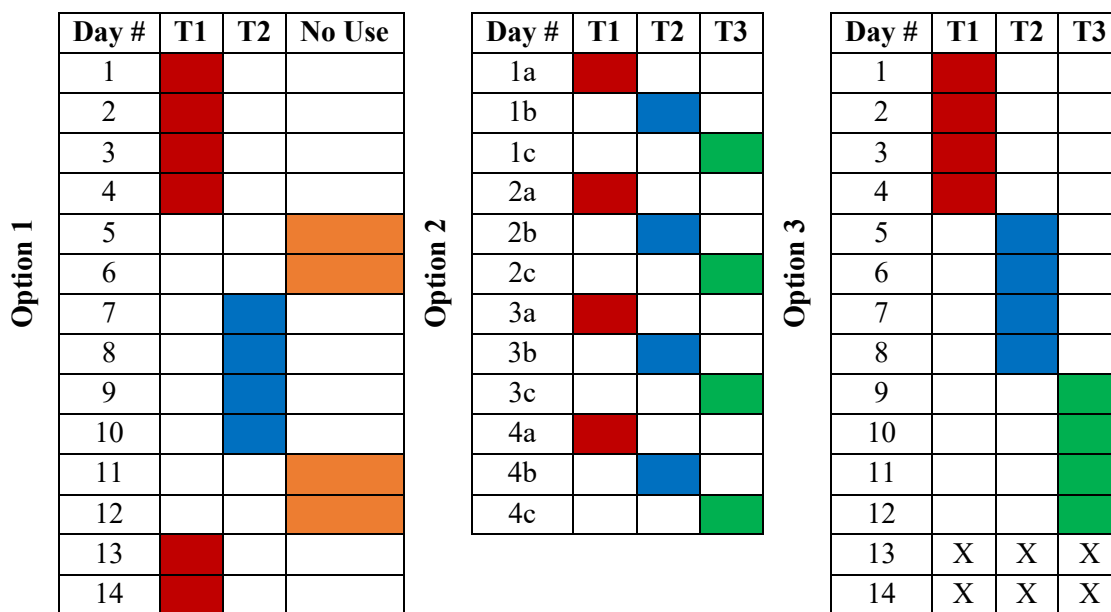 Option 1
Day # T1 T2 No Use
1
2
3
4
5
6
7
8
9
10
11
12
13
14
Option 2
Day # T1 T2 T3
1a
1b
1c
2a
2b
2c
3a
3b
3c
4a
4b
4c
Option 3
Day # T1 T2 T3
1
2
3
4
5
6
7
8
9
10
11
12
13 X X X
14 X X X